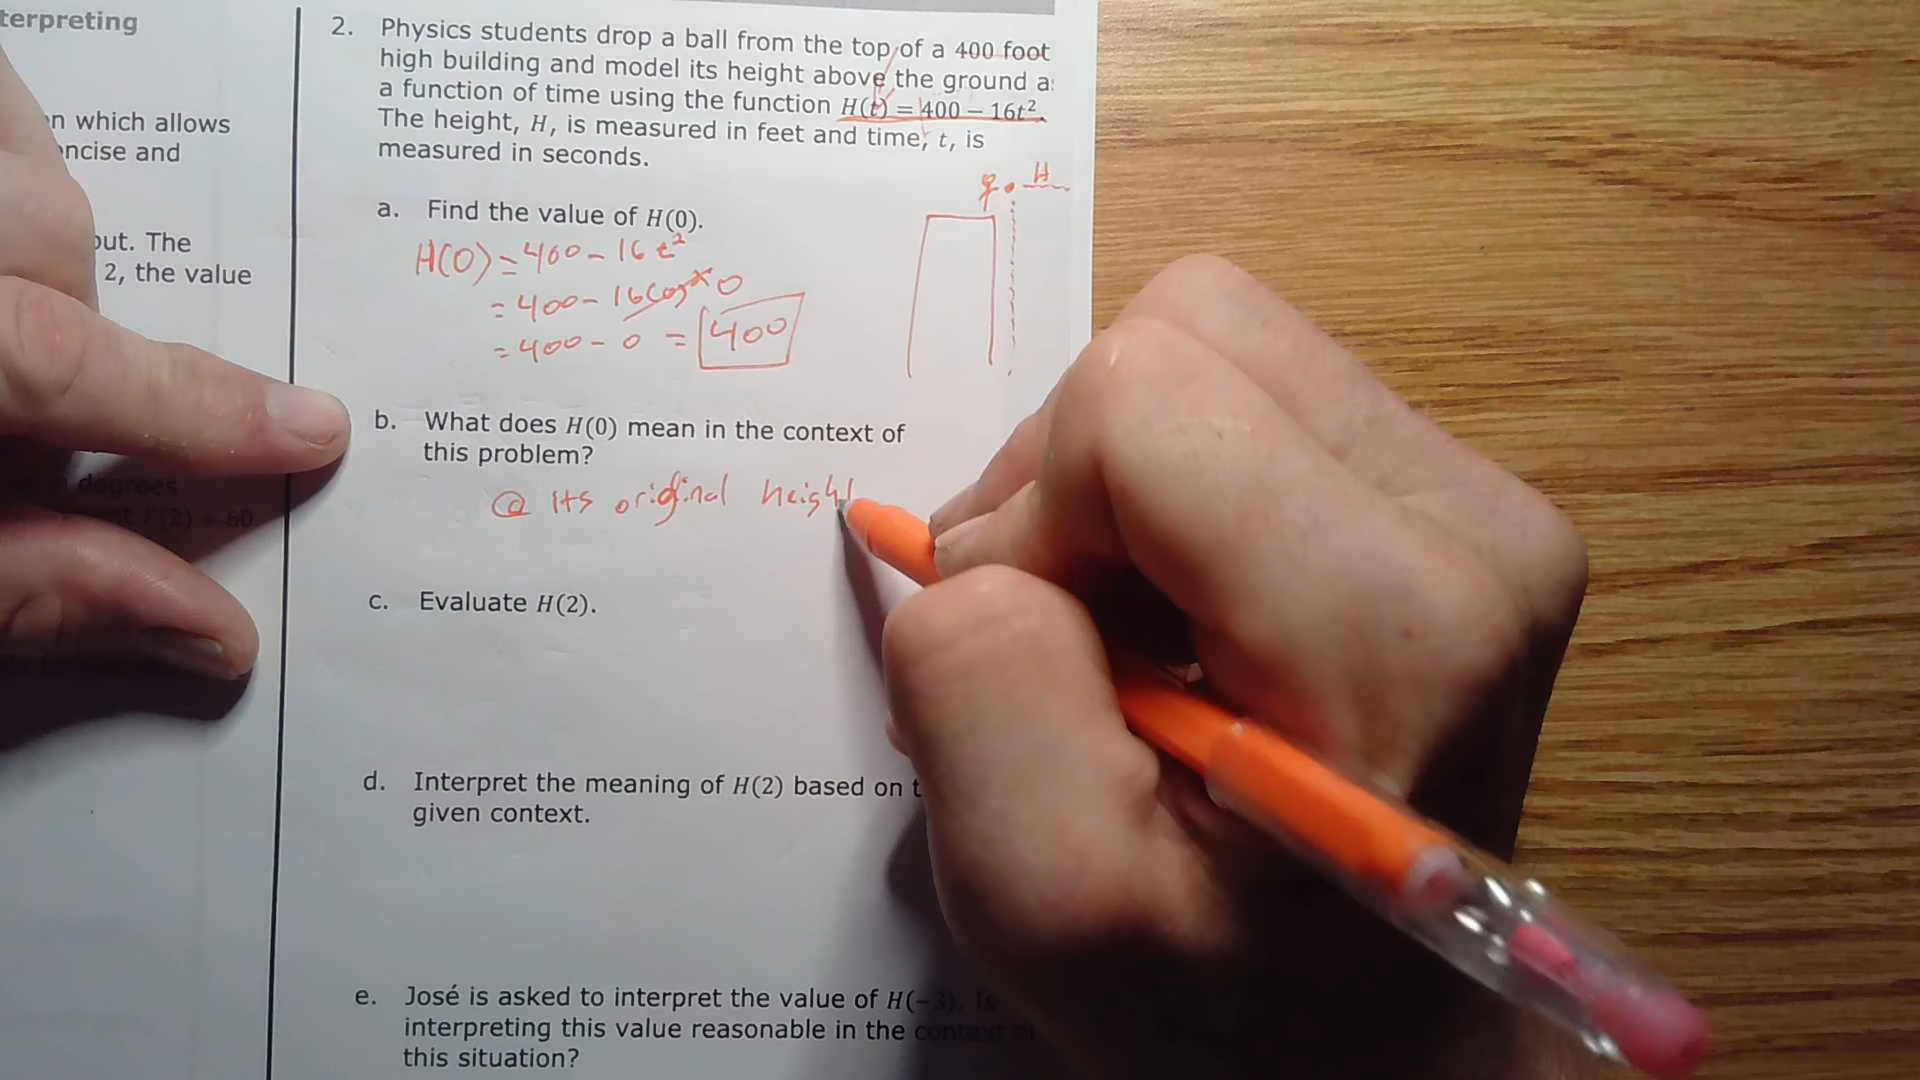 terpreting
n which allows
ncise and
out. The
2, the value
degrees
(2) = 60
2. Physics students drop a ball from the top of a 400 foot
high building and model its height above the ground a
a function of time using the function H(t) = 400 − 16t².
The height, H, is measured in feet and time, t, is
measured in seconds.
H
a. Find the value of H(0).
H(0) = 400 - 16t²
= 400 - 16(0)² 0
= 400 - 0 = 400
b. What does H(0) mean in the context of
this problem?
@ its original height
c. Evaluate H(2).
d. Interpret the meaning of H(2) based on t
given context.
e. José is asked to interpret the value of H(−3). Is
interpreting this value reasonable in the context
this situation?